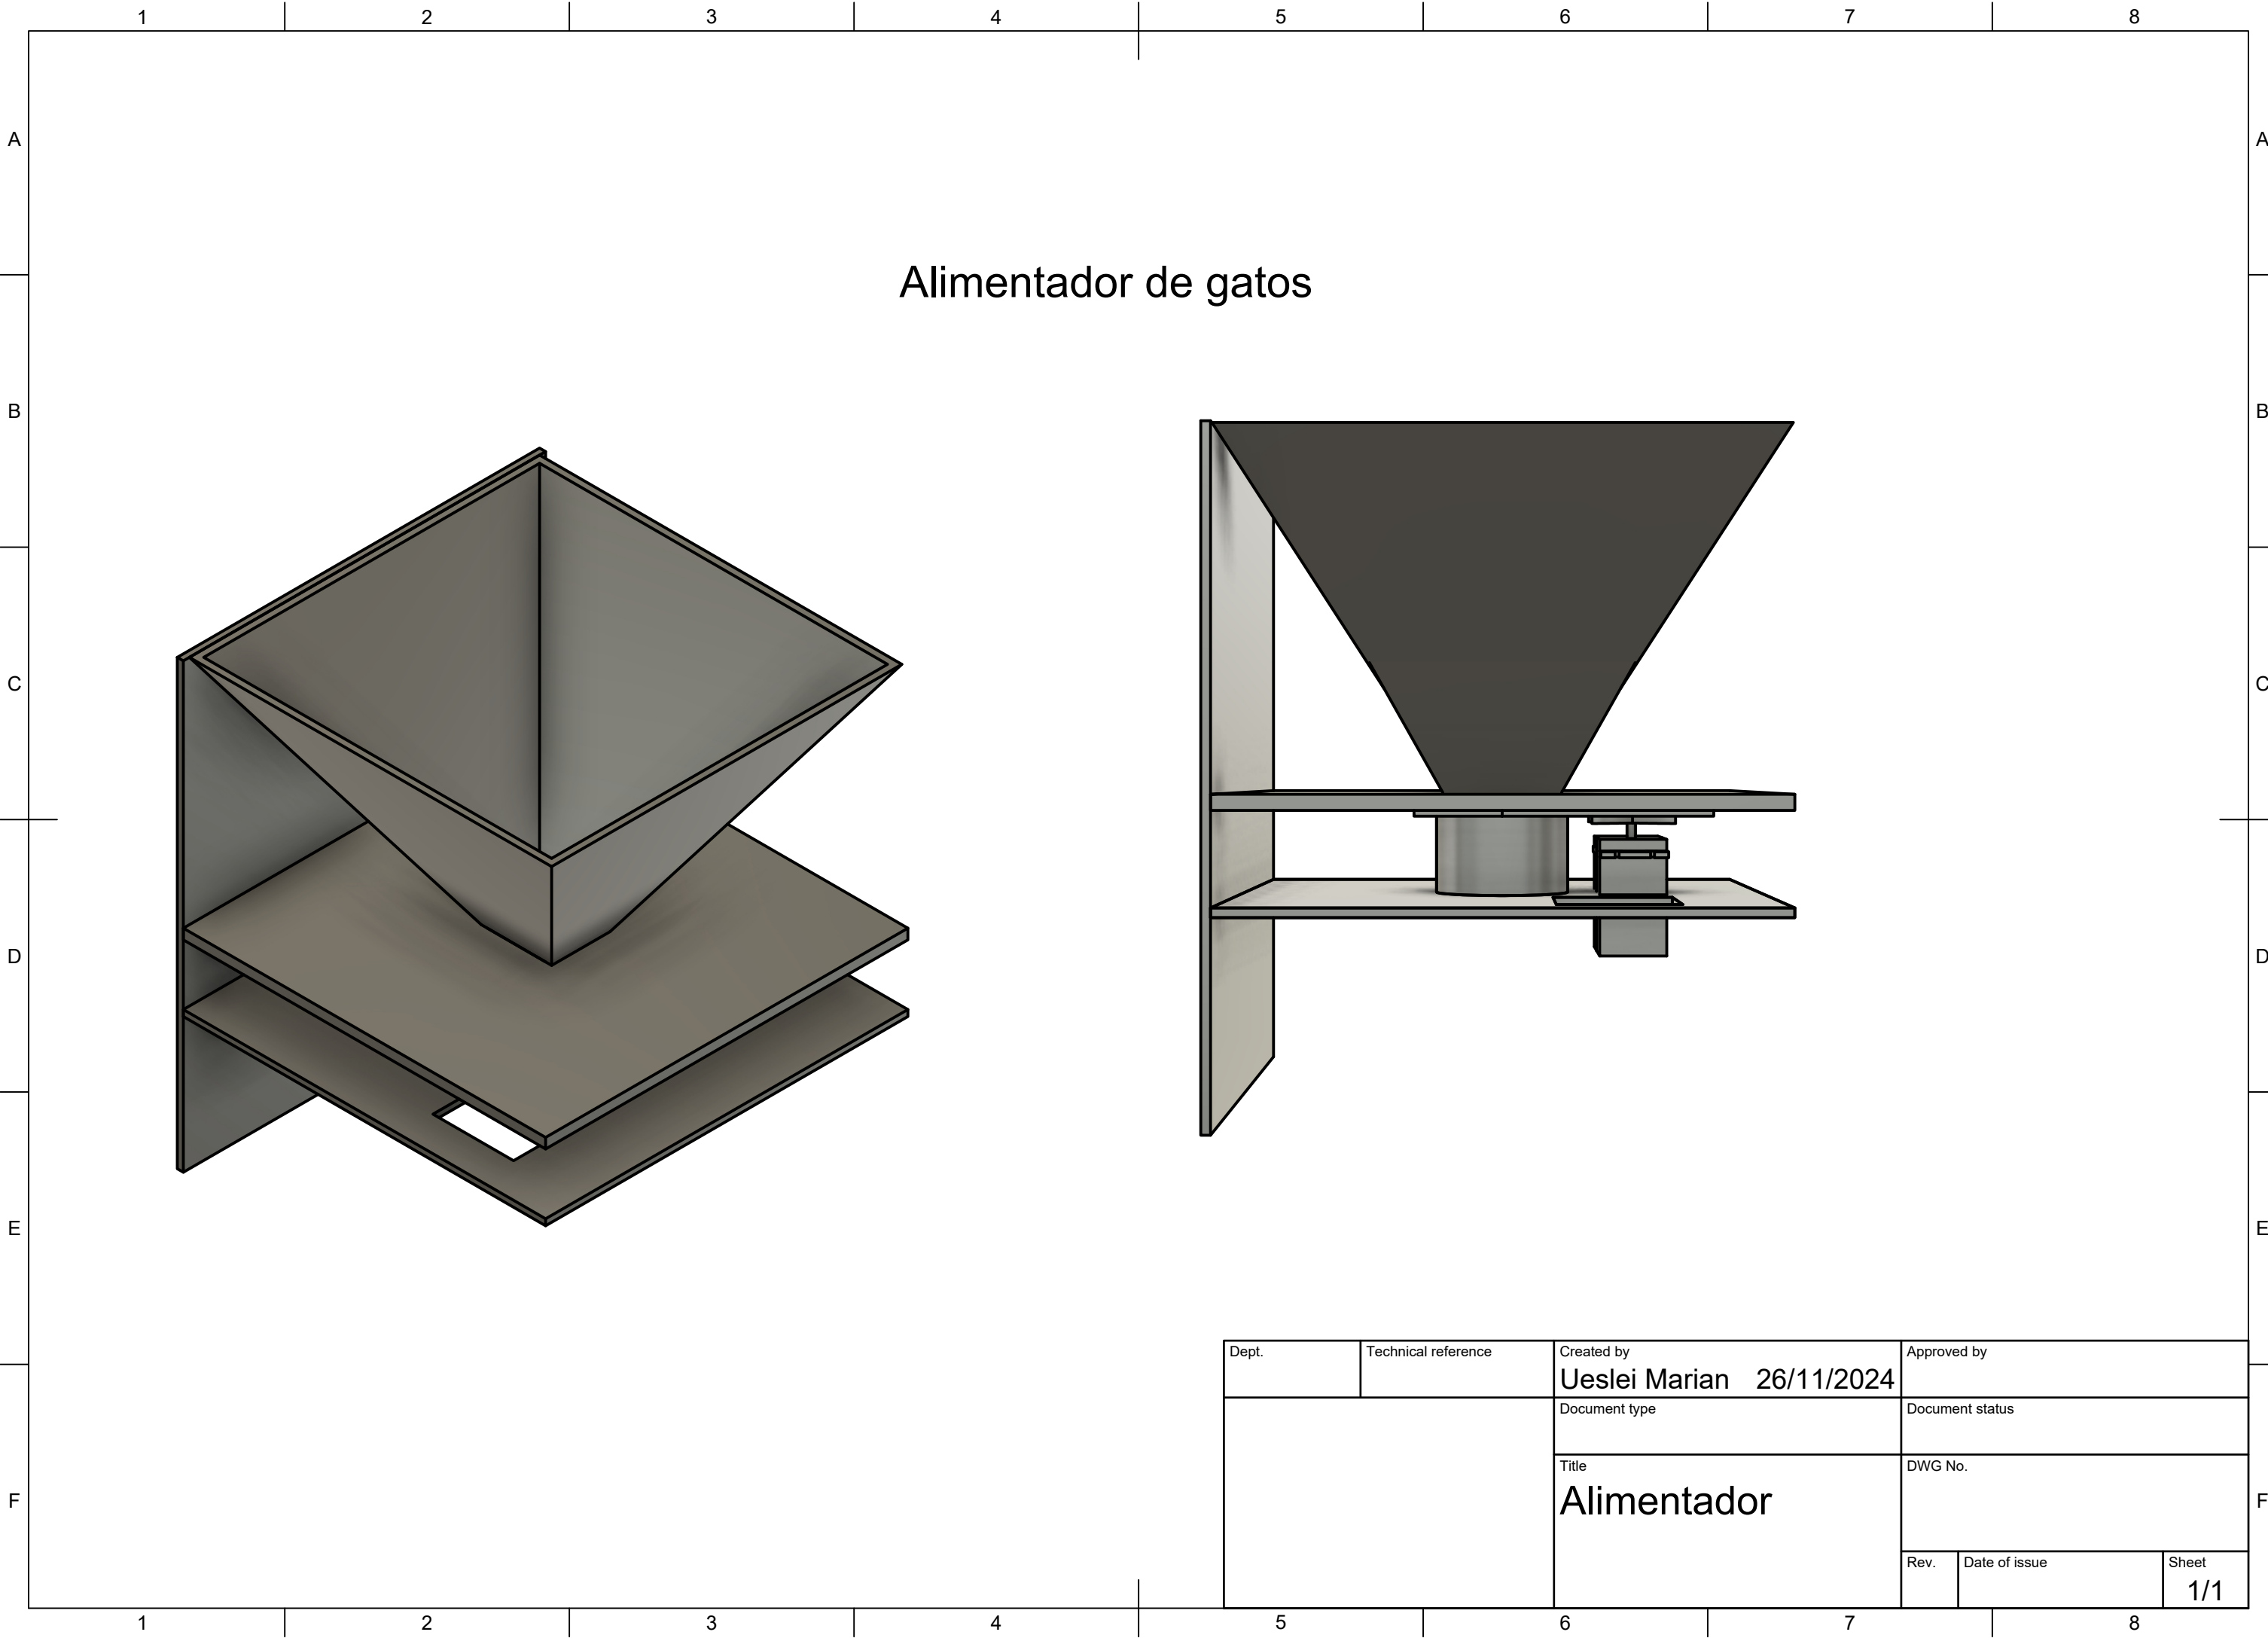 1 2 3 4 5 6 7 8
A A
Alimentador de gatos
B B
C C
D D
E E
Dept. Technical reference Created by Approved by
Ueslei Marian 26/11/2024
Document type Document status
Title DWG No.
Alimentador
F F
Rev. Date of issue Sheet
1/1
1 2 3 4 5 6 7 8